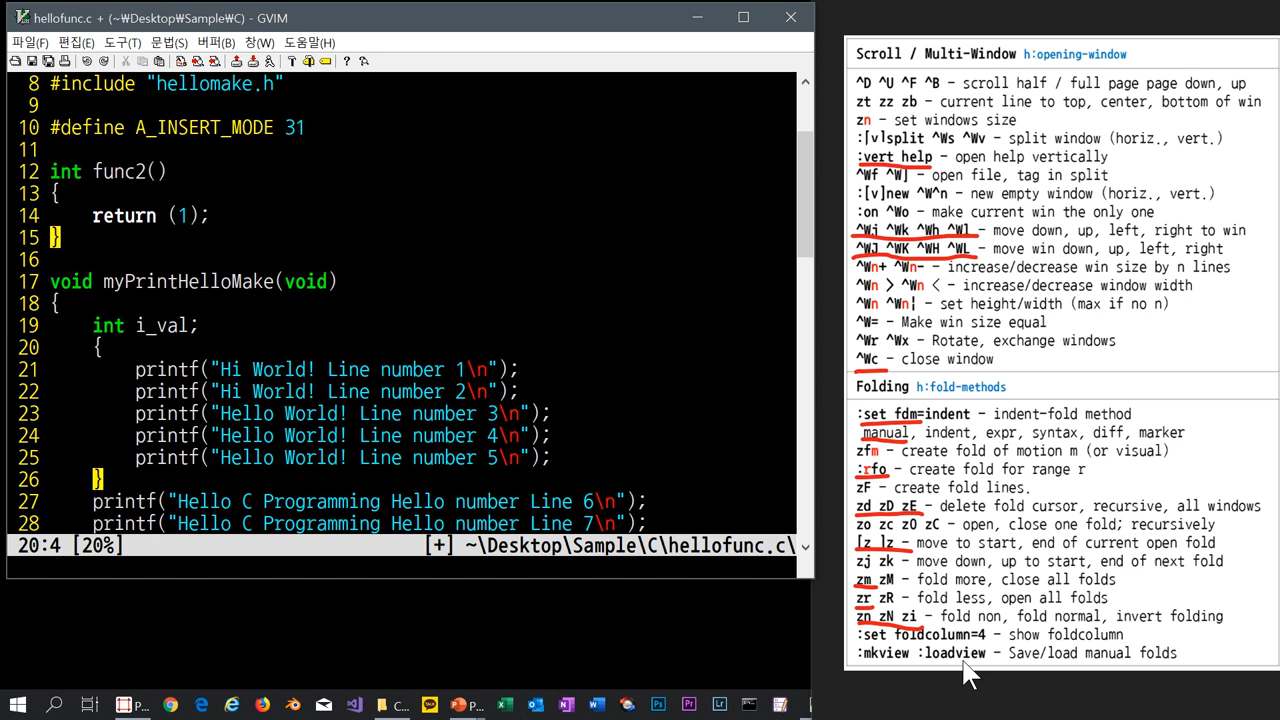 hellofunc.c + (~₩Desktop₩Sample₩C) - GVIM
파일(F) 편집(E) 도구(T) 문법(S) 버퍼(B) 창(W) 도움말(H)
8 #include "hellomake.h"
9
10 #define A_INSERT_MODE 31
11
12 int func2()
13 {
14 return (1);
15 }
16
17 void myPrintHelloMake(void)
18 {
19 int i_val;
20 {
21 printf("Hi World! Line number 1\n");
22 printf("Hi World! Line number 2\n");
23 printf("Hello World! Line number 3\n");
24 printf("Hello World! Line number 4\n");
25 printf("Hello World! Line number 5\n");
26 }
27 printf("Hello C Programming Hello number Line 6\n");
28 printf("Hello C Programming Hello number Line 7\n");
20:4 [20%] [+] ~\Desktop\Sample\C\hellofunc.c\
Scroll / Multi-Window h:opening-window
^D ^U ^F ^B - scroll half / full page page down, up
zt zz zb - current line to top, center, bottom of win
zn - set windows size
:[v]split ^Ws ^Wv - split window (horiz., vert.)
:vert help - open help vertically
^Wf ^W] - open file, tag in split
:[v]new ^W^n - new empty window (horiz., vert.)
:on ^Wo - make current win the only one
^Wj ^Wk ^Wh ^Wl - move down, up, left, right to win
^WJ ^WK ^WH ^WL - move win down, up, left, right
^Wn+ ^Wn- - increase/decrease win size by n lines
^Wn > ^Wn < - increase/decrease window width
^Wn ^Wn¦ - set height/width (max if no n)
^W= - Make win size equal
^Wr ^Wx - Rotate, exchange windows
^Wc - close window
Folding h:fold-methods
:set fdm=indent - indent-fold method
manual, indent, expr, syntax, diff, marker
zfm - create fold of motion m (or visual)
:rfo - create fold for range r
zF - create fold lines.
zd zD zE - delete fold cursor, recursive, all windows
zo zc zO zC - open, close one fold; recursively
[z ]z - move to start, end of current open fold
zj zk - move down, up to start, end of next fold
zm zM - fold more, close all folds
zr zR - fold less, open all folds
zn zN zi - fold non, fold normal, invert folding
:set foldcolumn=4 - show foldcolumn
:mkview :loadview - Save/load manual folds
P... C... P...